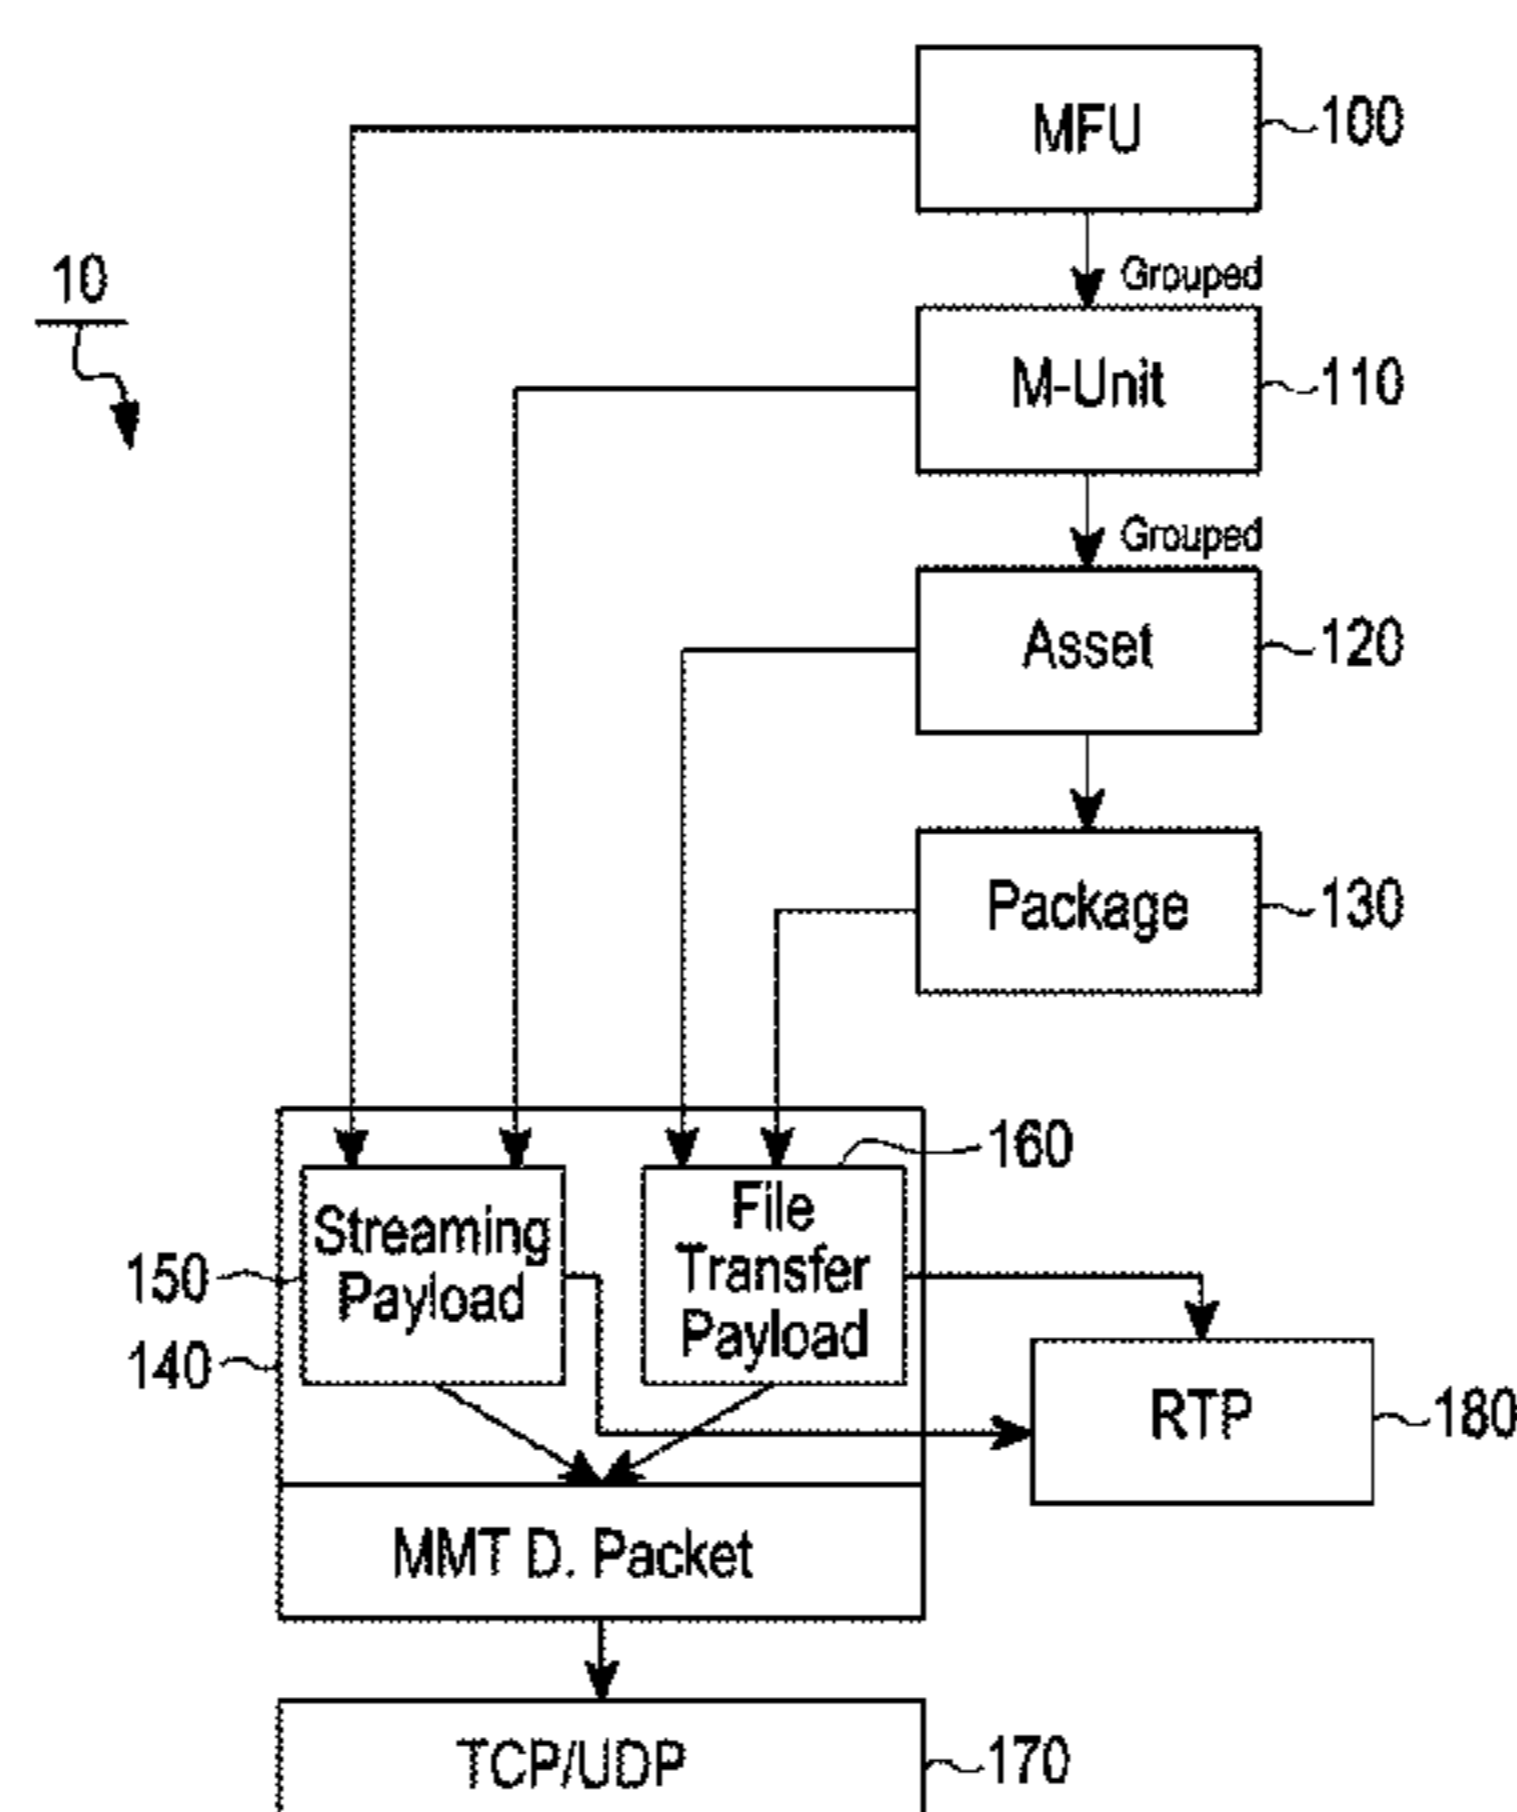 MFU
100
10
Grouped
M-Unit
110
Grouped
Asset
120
Package
130
160
Streaming
Payload
File
Transfer
Payload
150
140
RTP
180
MMT D. Packet
TCP/UDP
170